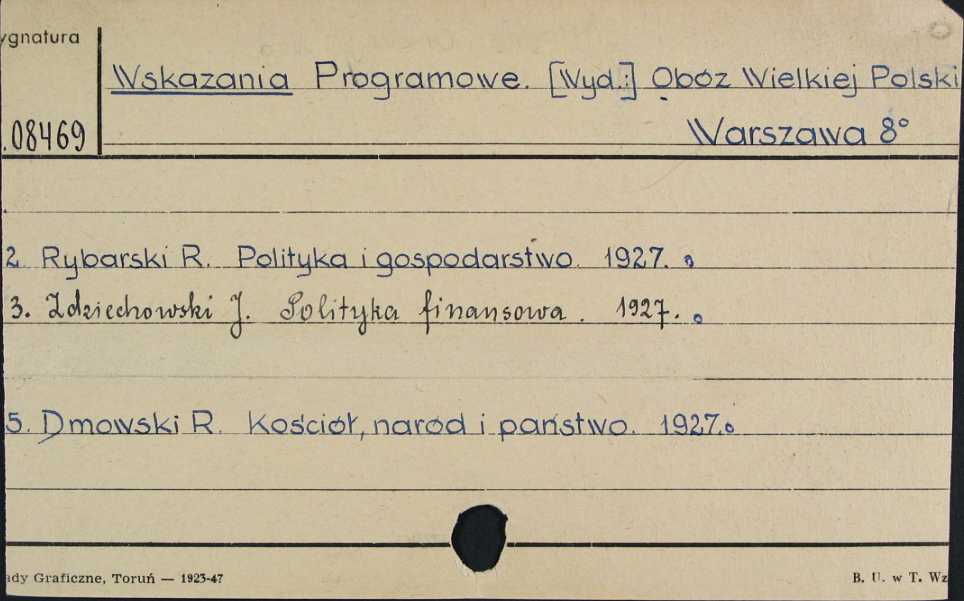 ygnatura
Wskazania Programowe. [Wyd.:] Obóz Wielkiej Polski
.08469
Warszawa 8°
2. Rybarski R. Polityka i gospodarstwo. 1927.
3. Zdziechowski J. Polityka finansowa. 1927.
5. Dmowski R. Kościół, naród i państwo. 1927.
ady Graficzne, Toruń — 1923-47
B. U. w T. Wz